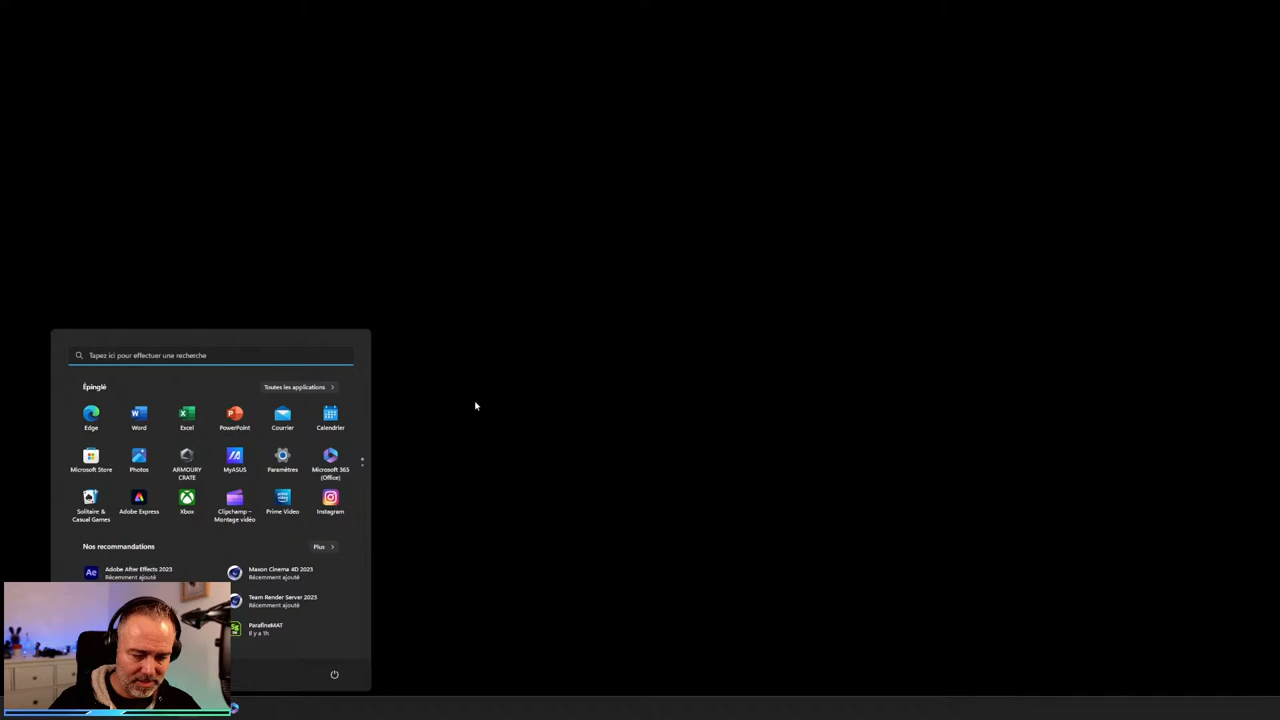 Tapez ici pour effectuer une recherche
Épinglé
Toutes les applications >
Edge
Word
Excel
PowerPoint
Courrier
Calendrier
Microsoft Store
Photos
ARMOURY
CRATE
MyASUS
Paramètres
Microsoft 365
(Office)
Solitaire &
Casual Games
Adobe Express
Xbox
Clipchamp –
Montage vidéo
Prime Video
Instagram
Nos recommandations
Plus >
Adobe After Effects 2023
Récemment ajouté
Maxon Cinema 4D 2023
Récemment ajouté
Team Render Server 2023
Récemment ajouté
ParafineMAT
Il y a 1h